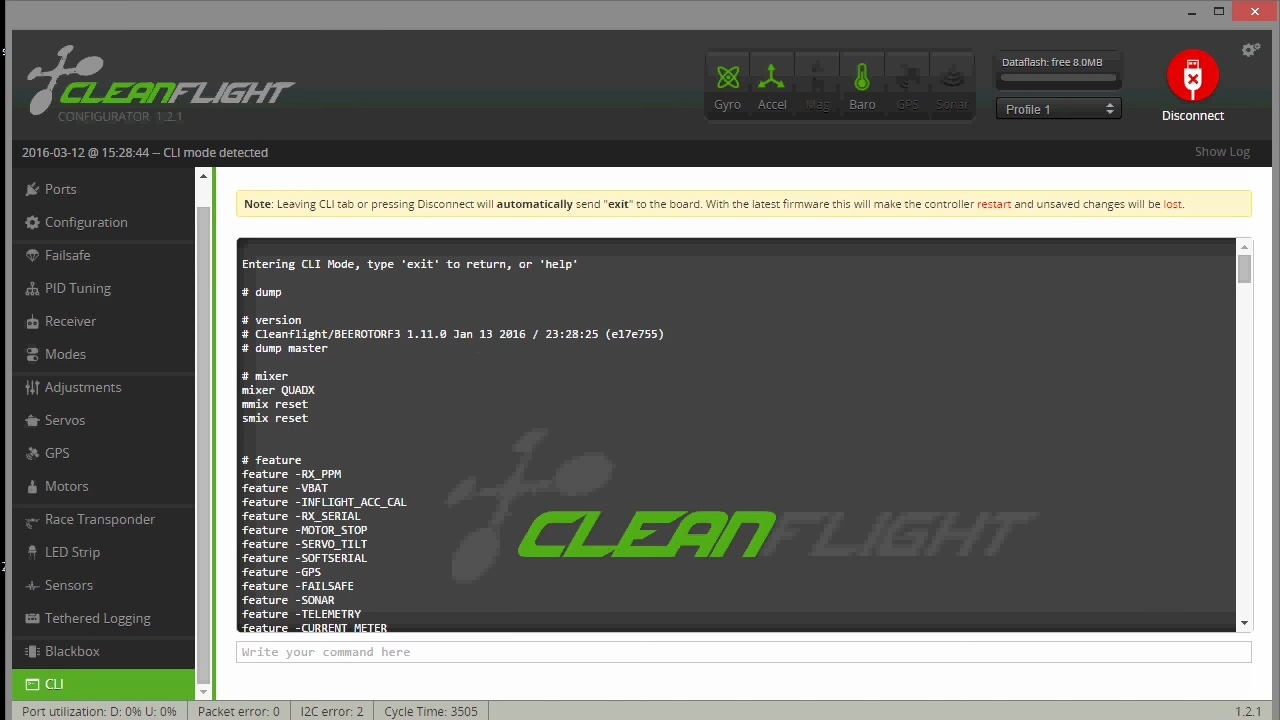 CLEANFLIGHT
CONFIGURATOR 1.2.1
Gyro Accel Mag Baro GPS Sonar
Dataflash: free 8.0MB
Profile 1
Disconnect
2016-03-12 @ 15:28:44 -- CLI mode detected
Show Log
Ports
Configuration
Failsafe
PID Tuning
Receiver
Modes
Adjustments
Servos
GPS
Motors
Race Transponder
LED Strip
Sensors
Tethered Logging
Blackbox
CLI
Note: Leaving CLI tab or pressing Disconnect will automatically send "exit" to the board. With the latest firmware this will make the controller restart and unsaved changes will be lost.
Entering CLI Mode, type 'exit' to return, or 'help'
# dump
# version
# Cleanflight/BEEROTORF3 1.11.0 Jan 13 2016 / 23:28:25 (e17e755)
# dump master
# mixer
mixer QUADX
mmix reset
smix reset
# feature
feature -RX_PPM
feature -VBAT
feature -INFLIGHT_ACC_CAL
feature -RX_SERIAL
feature -MOTOR_STOP
feature -SERVO_TILT
feature -SOFTSERIAL
feature -GPS
feature -FAILSAFE
feature -SONAR
feature -TELEMETRY
feature -CURRENT_METER
CLEANFLIGHT
Write your command here
Port utilization: D: 0% U: 0%
Packet error: 0
I2C error: 2
Cycle Time: 3505
1.2.1